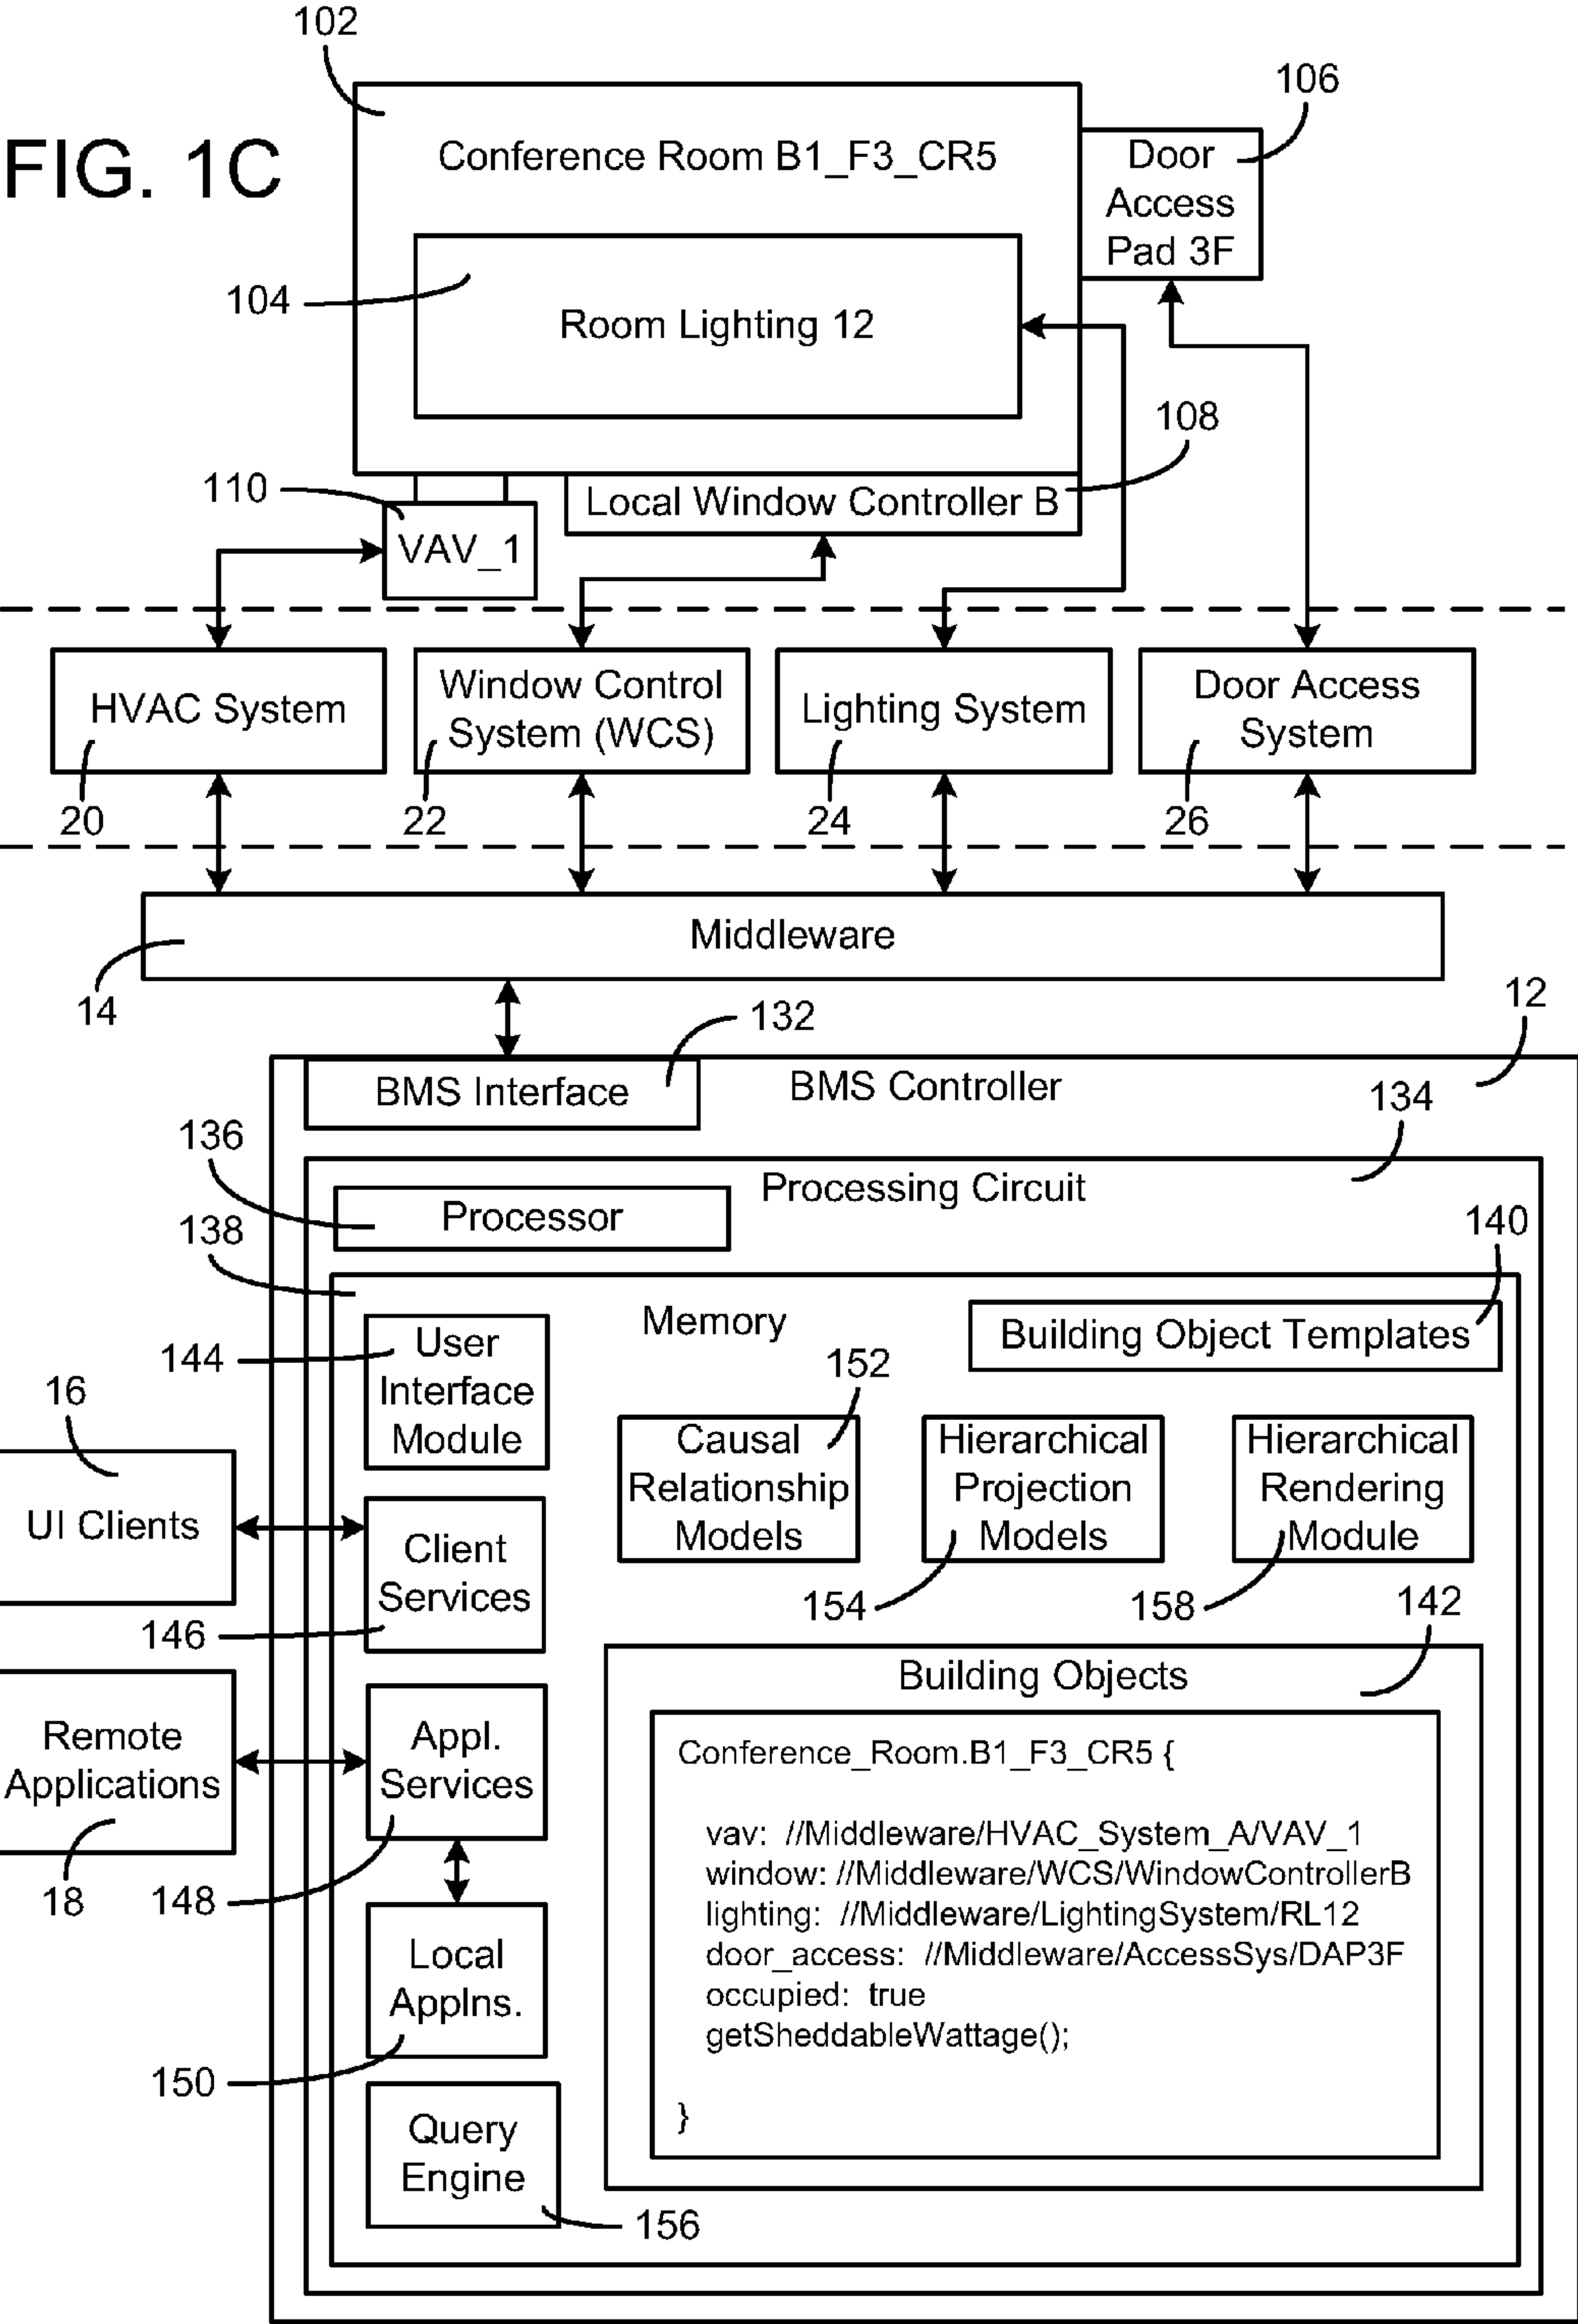 FIG. 1C
102
Conference Room B1_F3_CR5
106
Door
Access
Pad 3F
104
Room Lighting 12
108
110
Local Window Controller B
VAV_1
HVAC System
Window Control
System (WCS)
Lighting System
Door Access
System
20
22
24
26
Middleware
14
132
12
BMS Interface
BMS Controller
134
136
Processing Circuit
Processor
138
140
Memory
Building Object Templates
144
User
Interface
Module
152
Causal
Relationship
Models
Hierarchical
Projection
Models
Hierarchical
Rendering
Module
16
UI Clients
Client
Services
146
154
158
142
Building Objects
Remote
Applications
18
Appl.
Services
148
Conference_Room.B1_F3_CR5 {
vav: //Middleware/HVAC_System_A/VAV_1
window: //Middleware/WCS/WindowControllerB
lighting: //Middleware/LightingSystem/RL12
door_access: //Middleware/AccessSys/DAP3F
occupied: true
getSheddableWattage();
}
Local
Applns.
150
Query
Engine
156